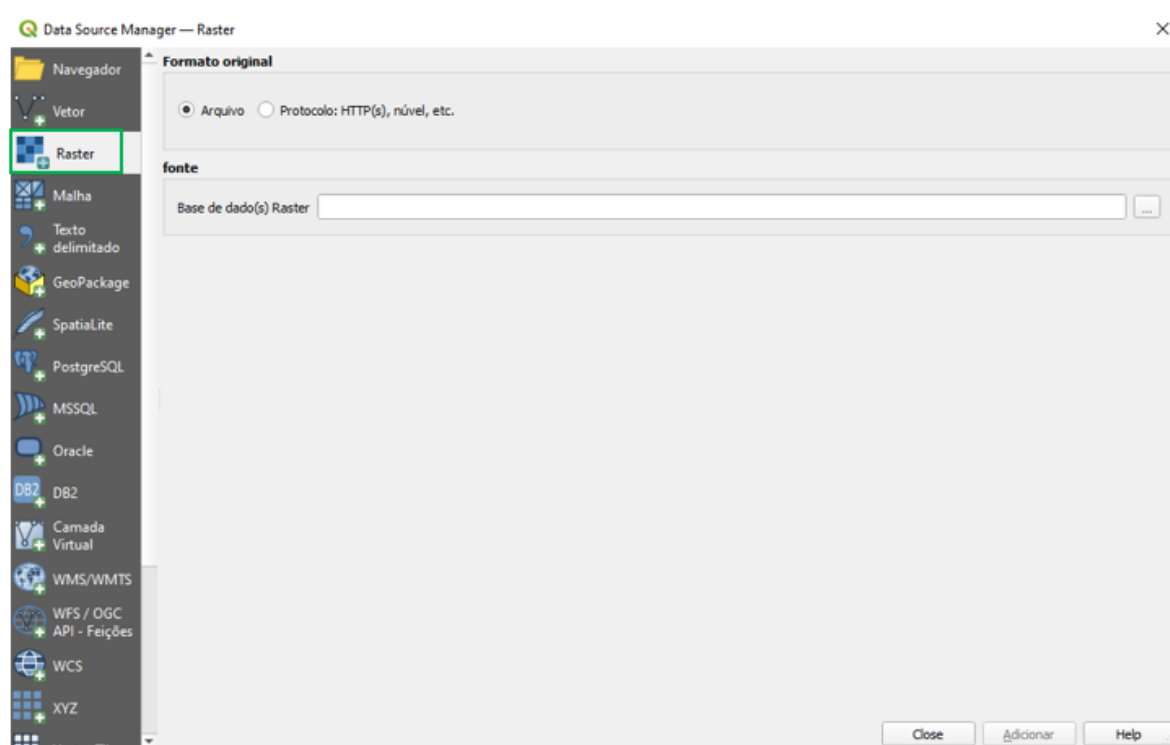 Data Source Manager — Raster
Navegador
Vetor
Raster
Malha
Texto
delimitado
GeoPackage
SpatiaLite
PostgreSQL
MSSQL
Oracle
DB2
DB2
Camada
Virtual
WMS/WMTS
WFS / OGC
API - Feições
WCS
XYZ
Formato original
Arquivo
Protocolo: HTTP(s), núvel, etc.
fonte
Base de dado(s) Raster
...
Close
Adicionar
Help